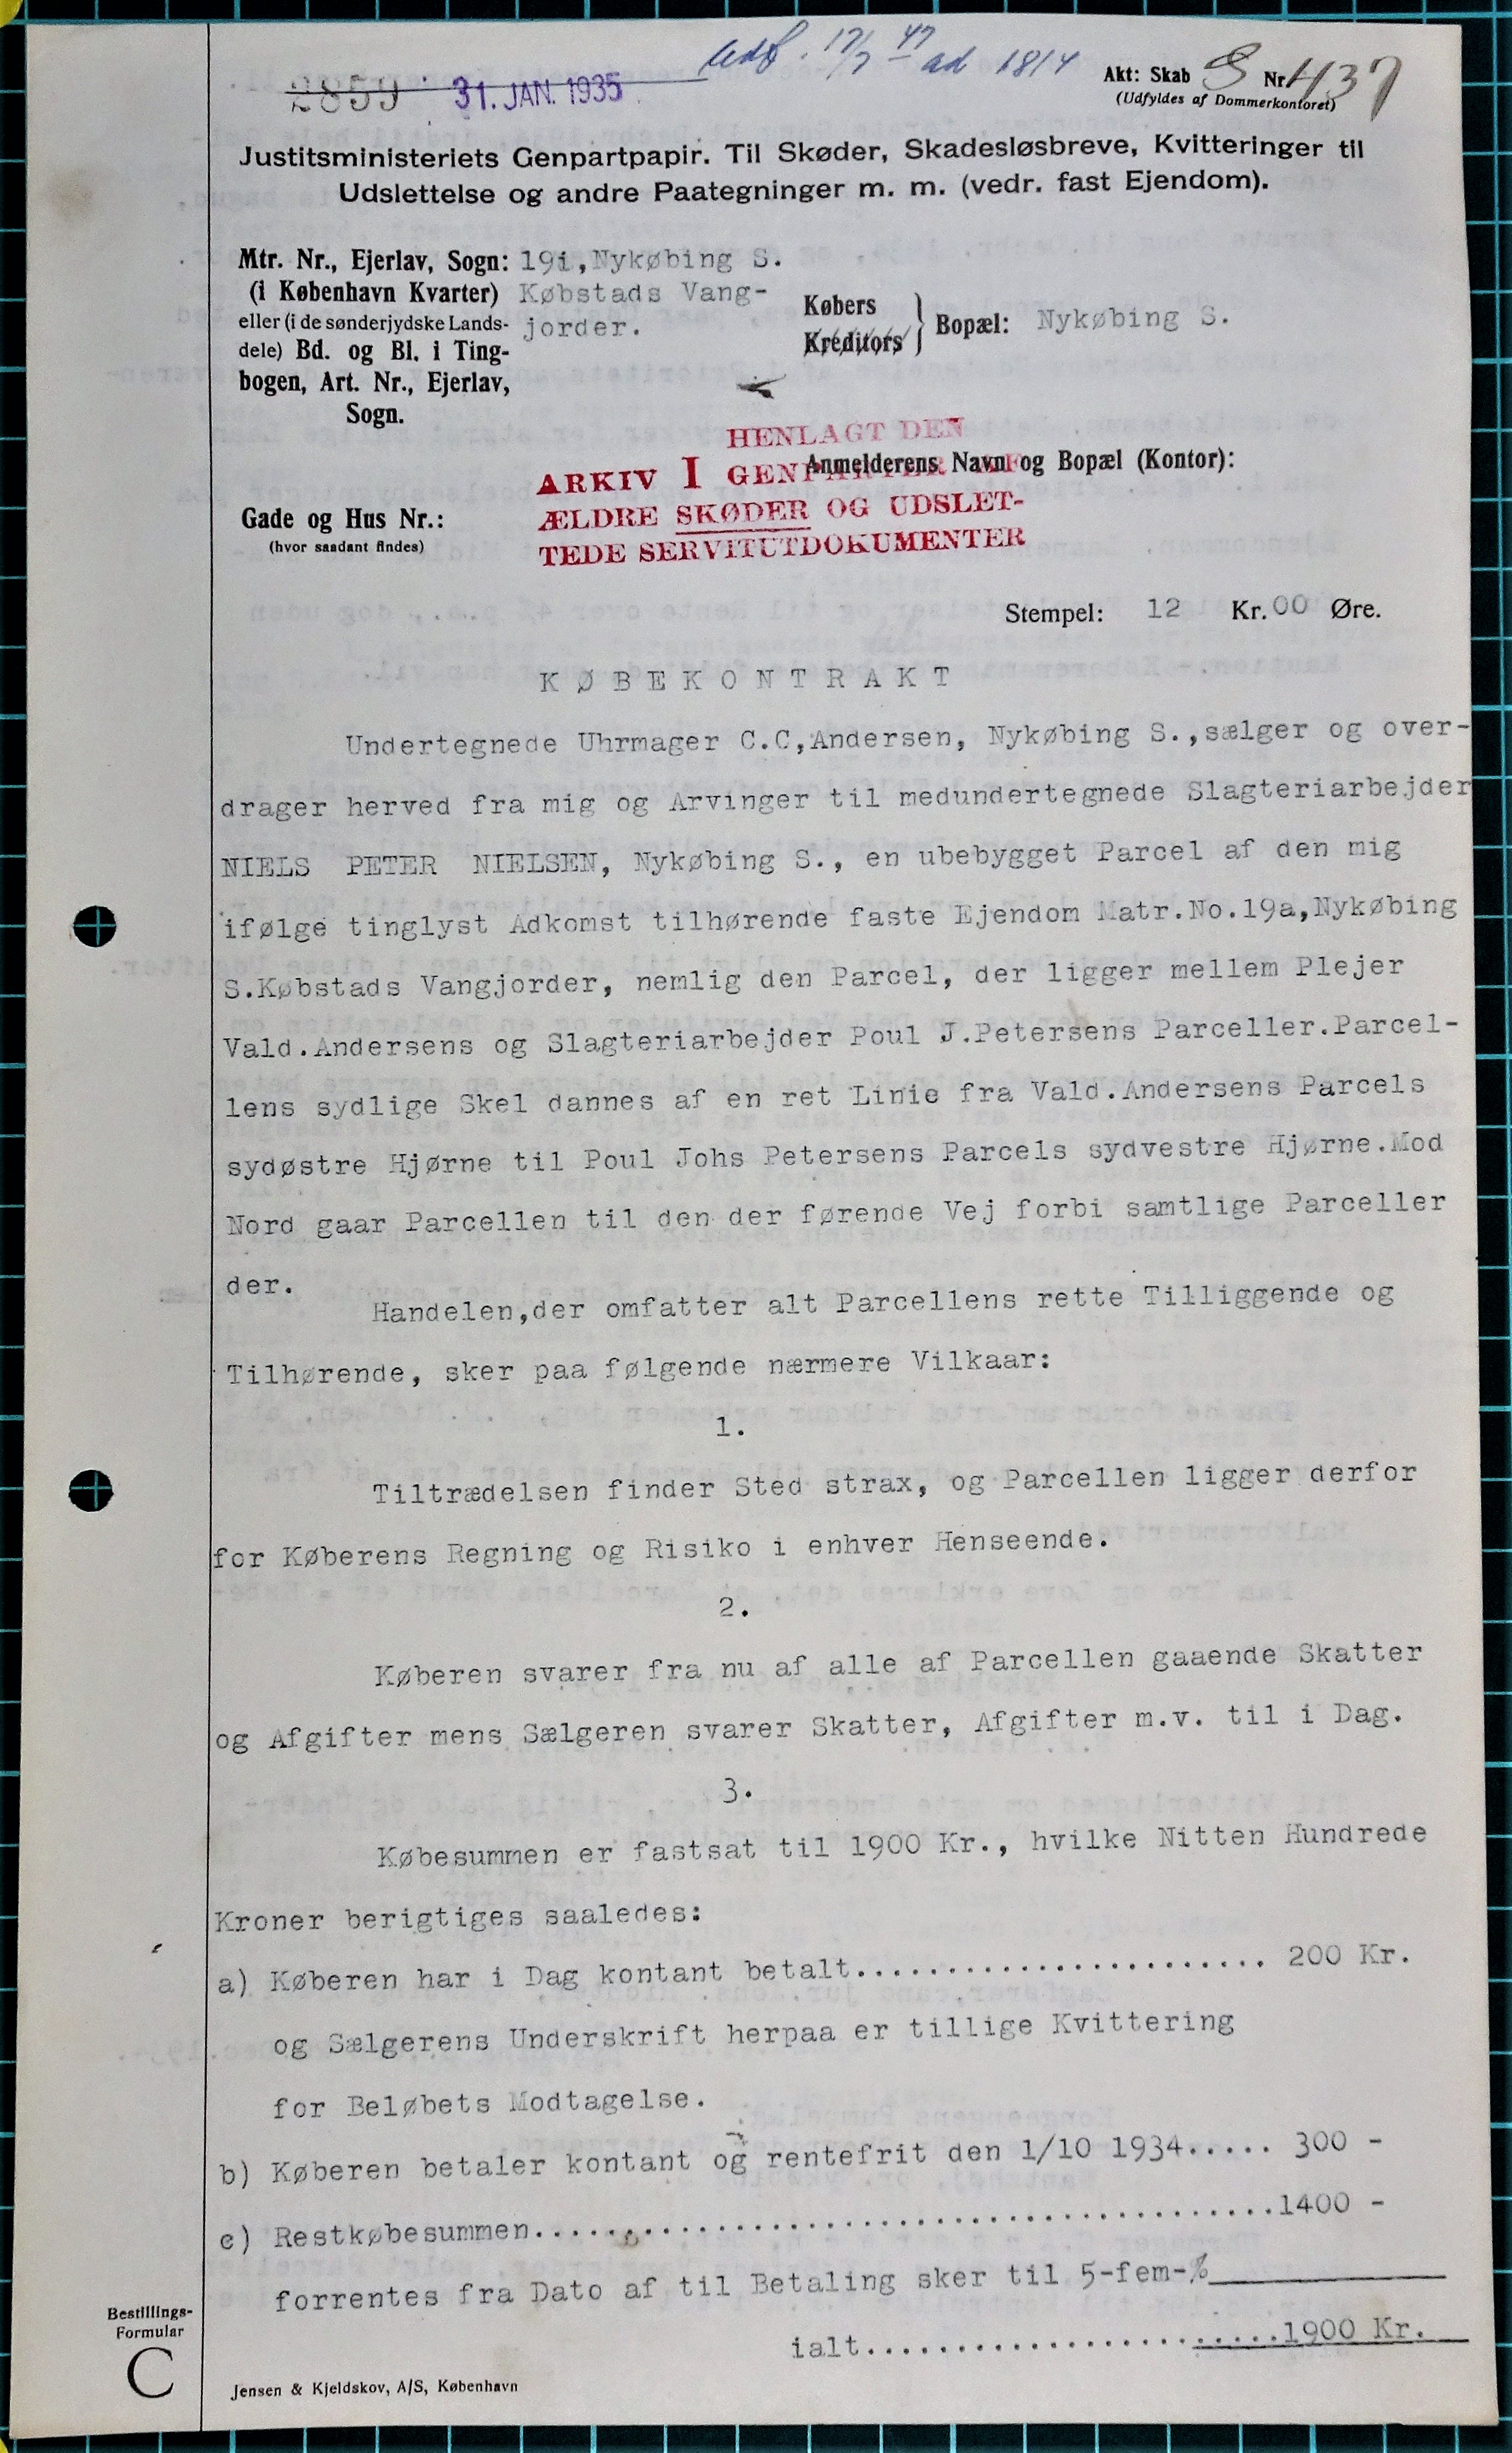 Udf. 17/7 47 ad 1814
2859 31. JAN. 1935
Akt: Skab S Nr. 437
(Udfyldes af Dommerkontoret)
Justitsministeriets Genpartpapir. Til Skøder, Skadesløsbreve, Kvitteringer til
Udslettelse og andre Paategninger m. m. (vedr. fast Ejendom).
Mtr. Nr., Ejerlav, Sogn: 19i, Nykøbing S.
(i København Kvarter) Købstads Vang-
eller (i de sønderjydske Lands- jorder.
dele) Bd. og Bl. i Ting-
bogen, Art. Nr., Ejerlav,
Sogn.
Købers
Kreditors
Bopæl: Nykøbing S.
HENLAGT DEN
ARKIV I GENPARTER AF
ÆLDRE SKØDER OG UDSLET-
TEDE SERVITUTDOKUMENTER
Anmelderens Navn og Bopæl (Kontor):
Gade og Hus Nr.:
(hvor saadant findes)
Stempel: 12 Kr. 00 Øre.
KØBEKONTRAKT
Undertegnede Uhrmager C.C,Andersen, Nykøbing S.,sælger og over-
drager herved fra mig og Arvinger til medundertegnede Slagteriarbejder
NIELS PETER NIELSEN, Nykøbing S., en ubebygget Parcel af den mig
ifølge tinglyst Adkomst tilhørende faste Ejendom Matr.No.19a,Nykøbing
S.Købstads Vangjorder, nemlig den Parcel, der ligger mellem Plejer
Vald.Andersens og Slagteriarbejder Poul J.Petersens Parceller.Parcel-
lens sydlige Skel dannes af en ret Linie fra Vald.Andersens Parcels
sydøstre Hjørne til Poul Johs Petersens Parcels sydvestre Hjørne.Mod
Nord gaar Parcellen til den der førende Vej forbi samtlige Parceller
der.
Handelen,der omfatter alt Parcellens rette Tilliggende og
Tilhørende, sker paa følgende nærmere Vilkaar:
1.
Tiltrædelsen finder Sted strax, og Parcellen ligger derfor
for Køberens Regning og Risiko i enhver Henseende.
2.
Køberen svarer fra nu af alle af Parcellen gaaende Skatter
og Afgifter mens Sælgeren svarer Skatter, Afgifter m.v. til i Dag.
3.
Købesummen er fastsat til 1900 Kr., hvilke Nitten Hundrede
Kroner berigtiges saaledes:
a) Køberen har i Dag kontant betalt....................... 200 Kr.
og Sælgerens Underskrift herpaa er tillige Kvittering
for Beløbets Modtagelse.
b) Køberen betaler kontant og rentefrit den 1/10 1934..... 300 -
c) Restkøbesummen.........................................1400 -
forrentes fra Dato af til Betaling sker til 5-fem-%
ialt.......................1900 Kr.
Bestillings-
Formular
C
Jensen & Kjeldskov, A/S, København